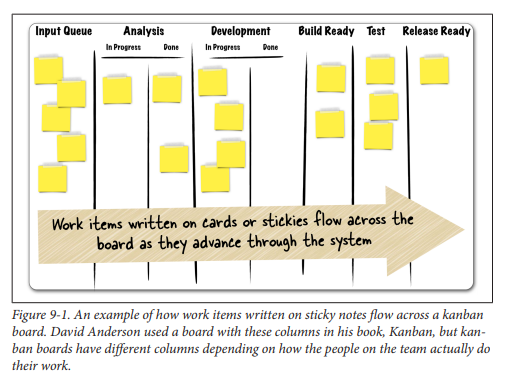 Input Queue Analysis Development Build Ready Test Release Ready
In Progress Done In Progress Done
Work items written on cards or stickies flow across the
board as they advance through the system
Figure 9-1. An example of how work items written on sticky notes flow across a kanban
board. David Anderson used a board with these columns in his book, Kanban, but kan-
ban boards have different columns depending on how the people on the team actually do
their work.